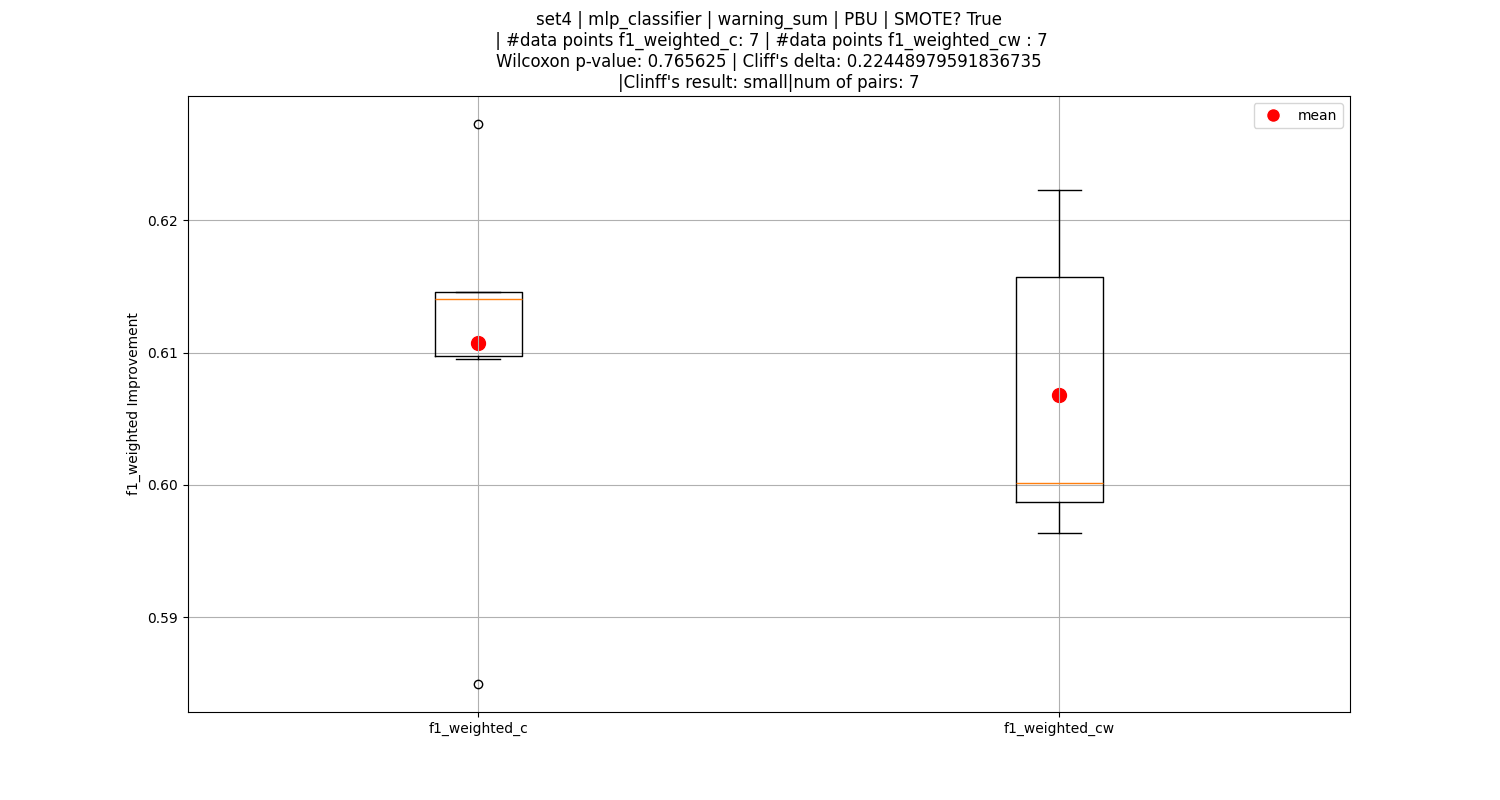 set4 | mlp_classifier | warning_sum | PBU | SMOTE? True
| #data points f1_weighted_c: 7 | #data points f1_weighted_cw : 7
Wilcoxon p-value: 0.765625 | Cliff's delta: 0.22448979591836735
|Clinff's result: small|num of pairs: 7
mean
f1_weighted Improvement
0.62
0.61
0.60
0.59
f1_weighted_c
f1_weighted_cw